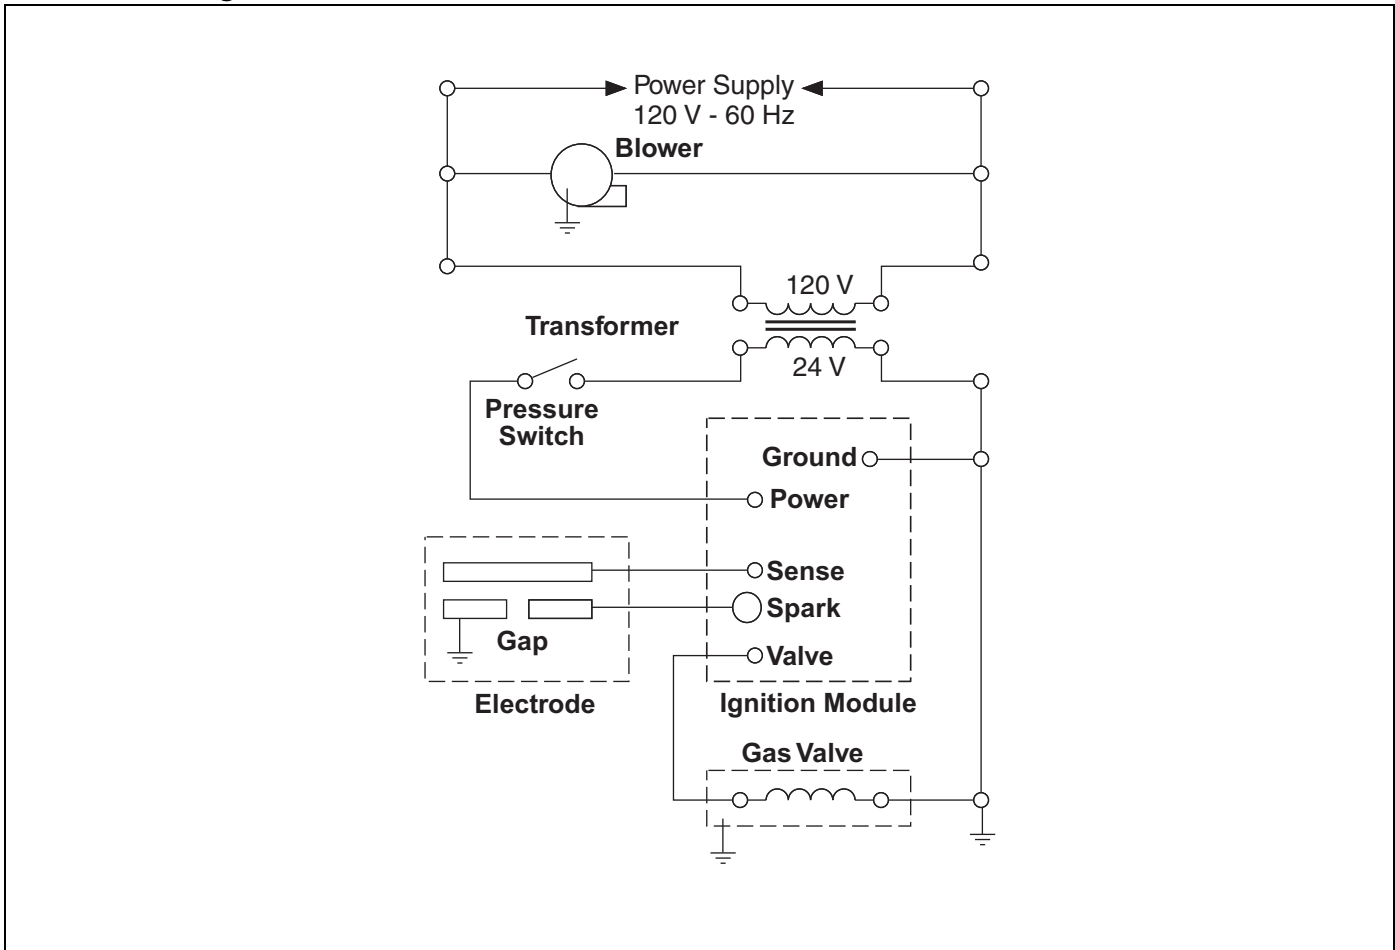 Power Supply
120 V - 60 Hz
Blower
120 V
Transformer
24 V
Pressure
Switch
Ground
Power
Sense
Spark
Gap
Valve
Electrode
Ignition Module
Gas Valve